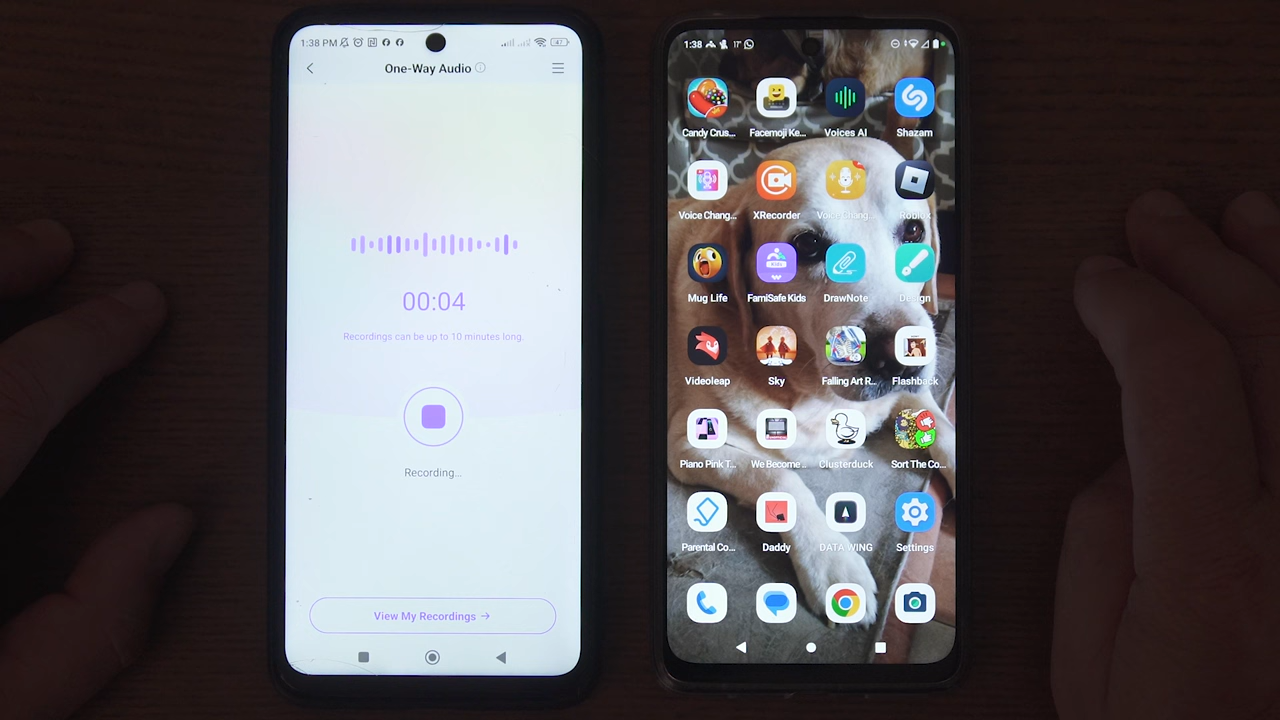 1:38 PM
47
One-Way Audio
00:04
Recordings can be up to 10 minutes long.
Recording...
View My Recordings →
1:38
17°
Candy Crus...
Facemoji Ke...
Voices AI
Shazam
Voice Chang...
XRecorder
Voice Chang...
Roblox
Mug Life
FamiSafe Kids
DrawNote
Design
Videoleap
Sky
Falling Art R...
Flashback
Piano Pink T...
We Become ..
Clusterduck
Sort The Co...
Parental Co...
Daddy
DATA WING
Settings